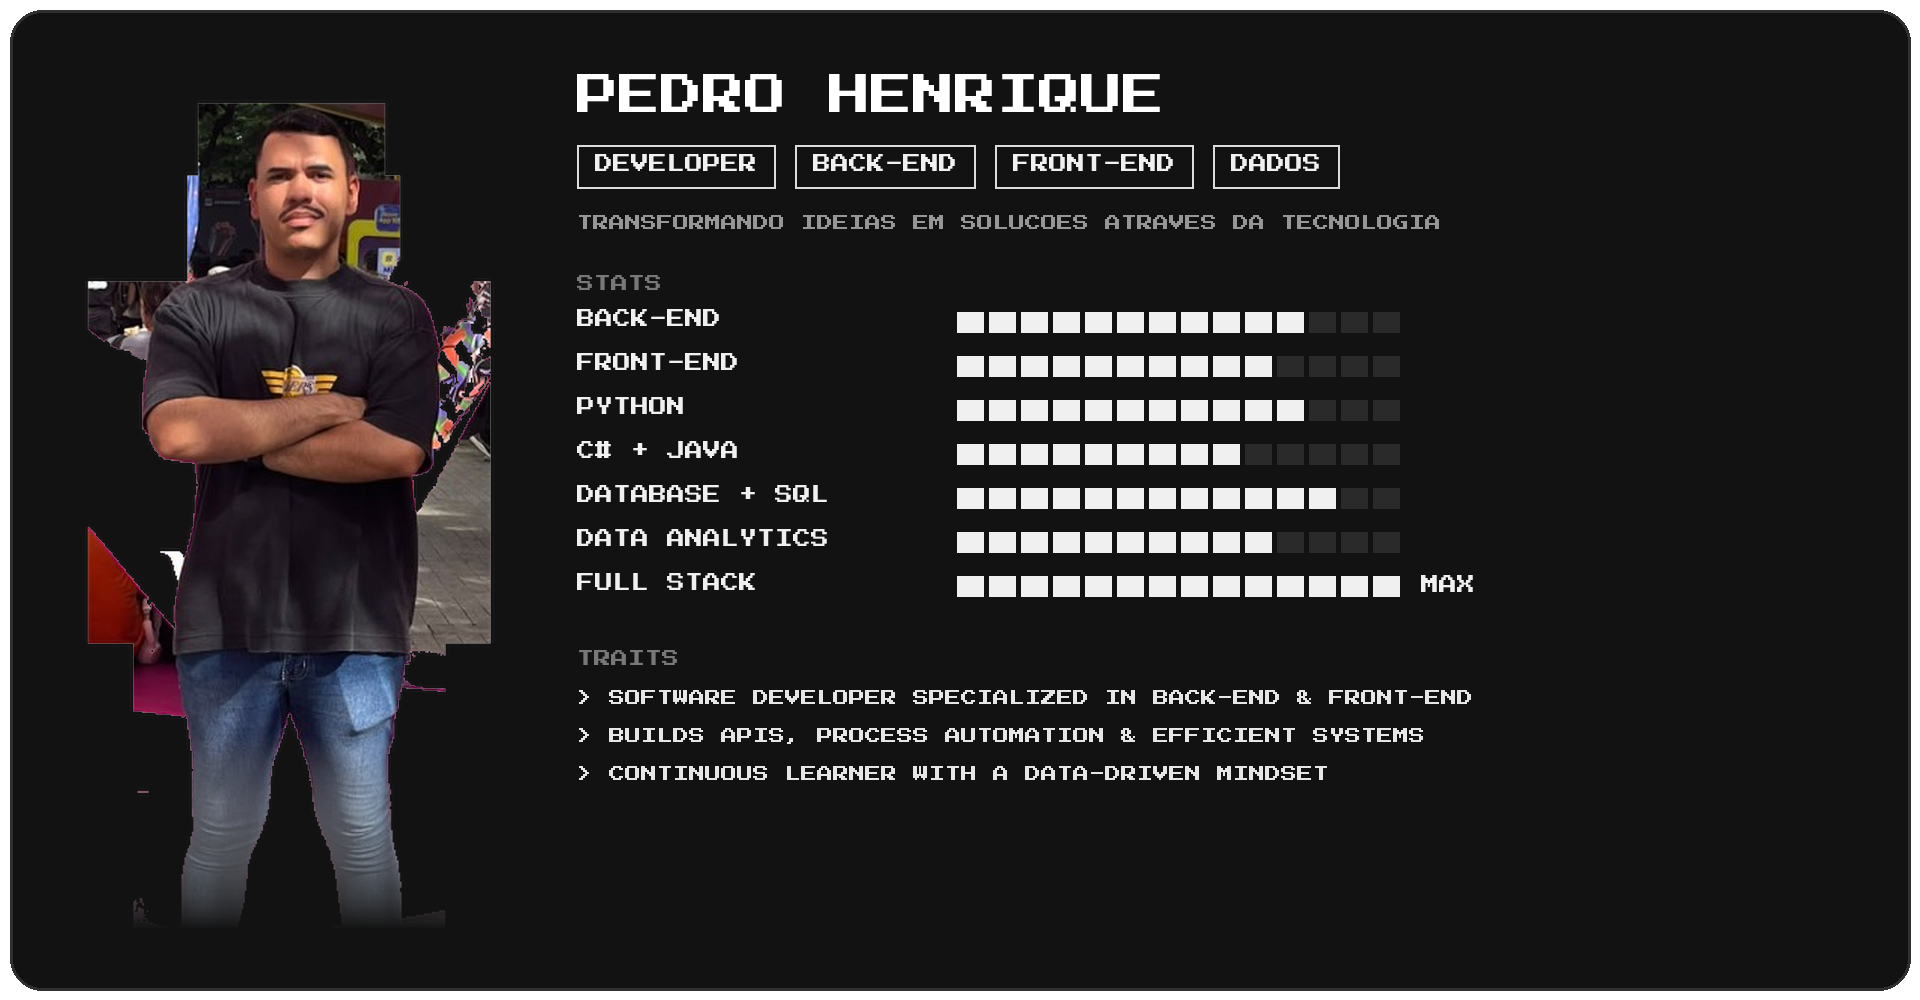 PEDRO HENRIQUE
DEVELOPER BACK-END FRONT-END DADOS
TRANSFORMANDO IDEIAS EM SOLUCOES ATRAVES DA TECNOLOGIA
STATS
BACK-END
FRONT-END
PYTHON
C# + JAVA
DATABASE + SQL
DATA ANALYTICS
FULL STACK MAX
TRAITS
> SOFTWARE DEVELOPER SPECIALIZED IN BACK-END & FRONT-END
> BUILDS APIS, PROCESS AUTOMATION & EFFICIENT SYSTEMS
> CONTINUOUS LEARNER WITH A DATA-DRIVEN MINDSET